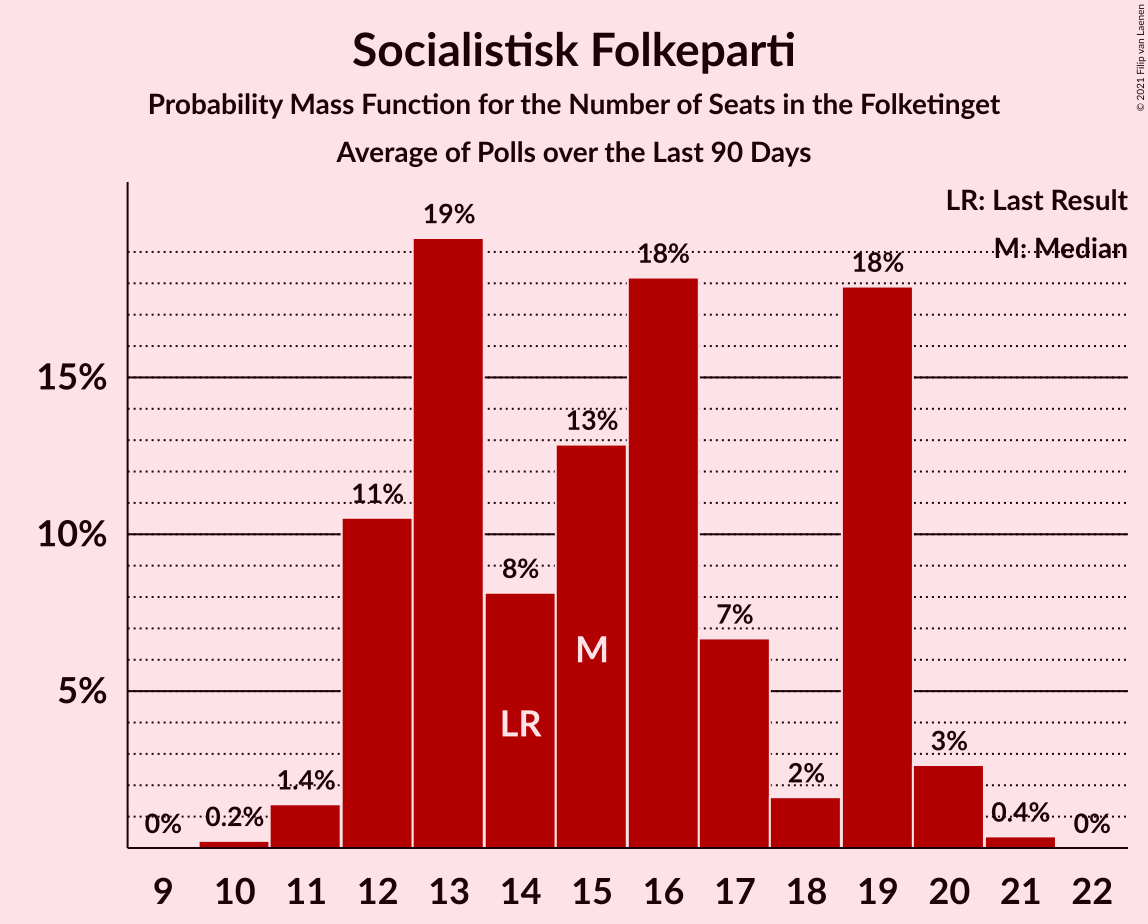 Socialistisk Folkeparti
Probability Mass Function for the Number of Seats in the Folketinget
Average of Polls over the Last 90 Days
© 2021 Filip van Laenen
LR: Last Result
M: Median
15%
10%
5%
0%
0.2%
1.4%
11%
19%
8%
13%
18%
7%
2%
18%
3%
0.4%
0%
M
LR
9 10 11 12 13 14 15 16 17 18 19 20 21 22